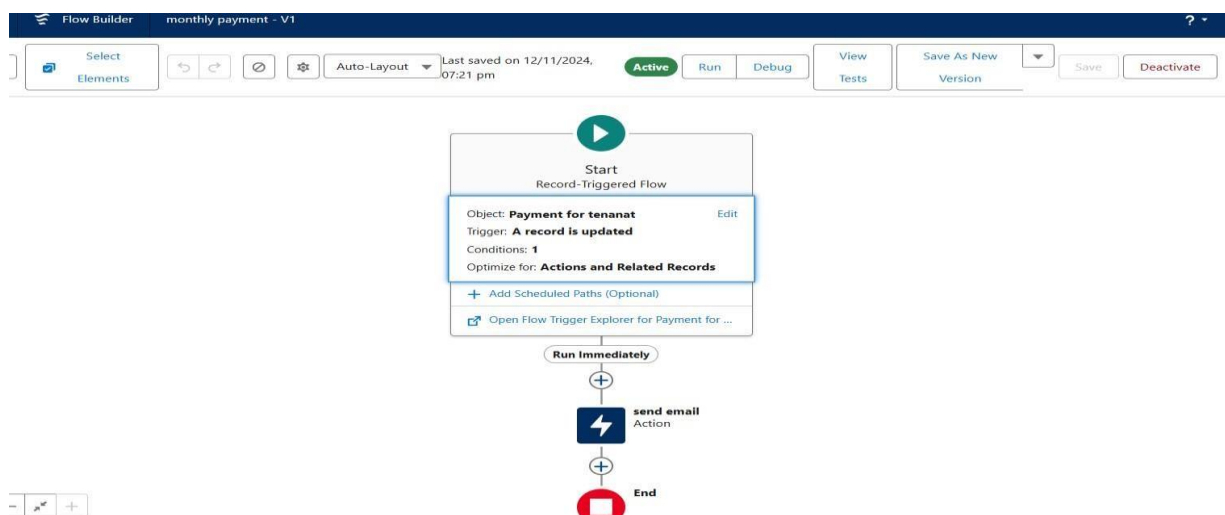 Flow Builder
monthly payment - V1
? 
Select
Elements
Auto-Layout
Last saved on 12/11/2024,
07:21 pm
Active
Run
Debug
View
Tests
Save As New
Version
Save
Deactivate
Start
Record-Triggered Flow
Object: Payment for tenanat
Edit
Trigger: A record is updated
Conditions: 1
Optimize for: Actions and Related Records
+ Add Scheduled Paths (Optional)
Open Flow Trigger Explorer for Payment for ...
Run Immediately
send email
Action
End